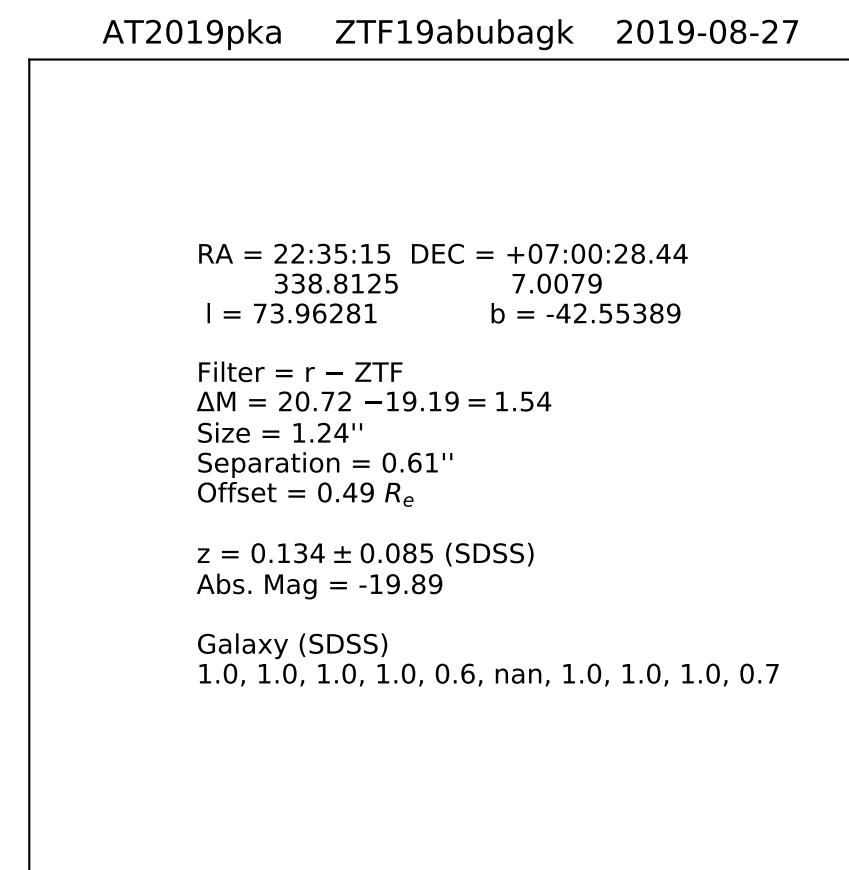 AT2019pka ZTF19abubagk 2019-08-27
RA = 22:35:15 DEC = +07:00:28.44
338.8125 7.0079
l = 73.96281 b = -42.55389
Filter = r − ZTF
ΔM = 20.72 −19.19 = 1.54
Size = 1.24''
Separation = 0.61''
Offset = 0.49 Rₑ
z = 0.134 ± 0.085 (SDSS)
Abs. Mag = -19.89
Galaxy (SDSS)
1.0, 1.0, 1.0, 1.0, 0.6, nan, 1.0, 1.0, 1.0, 0.7